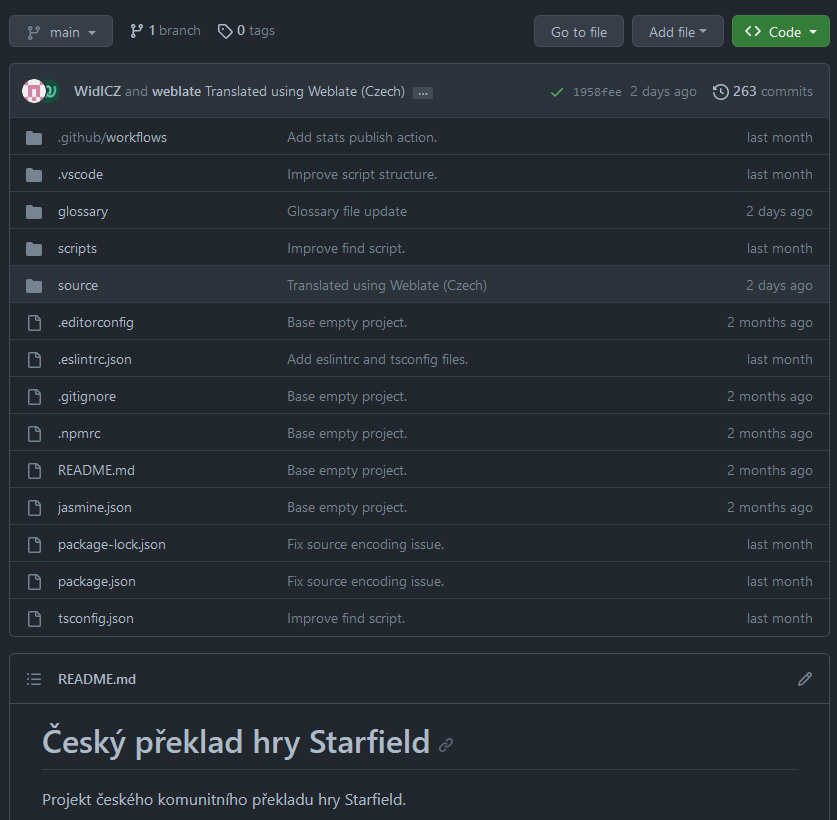 main 1 branch 0 tags Go to file Add file Code
WidlCZ and weblate Translated using Weblate (Czech) ... 1958fee 2 days ago 263 commits
.github/workflows Add stats publish action. last month
.vscode Improve script structure. last month
glossary Glossary file update 2 days ago
scripts Improve find script. last month
source Translated using Weblate (Czech) 2 days ago
.editorconfig Base empty project. 2 months ago
.eslintrc.json Add eslintrc and tsconfig files. last month
.gitignore Base empty project. 2 months ago
.npmrc Base empty project. 2 months ago
README.md Base empty project. 2 months ago
jasmine.json Base empty project. 2 months ago
package-lock.json Fix source encoding issue. last month
package.json Fix source encoding issue. last month
tsconfig.json Improve find script. last month
README.md
Český překlad hry Starfield
Projekt českého komunitního překladu hry Starfield.